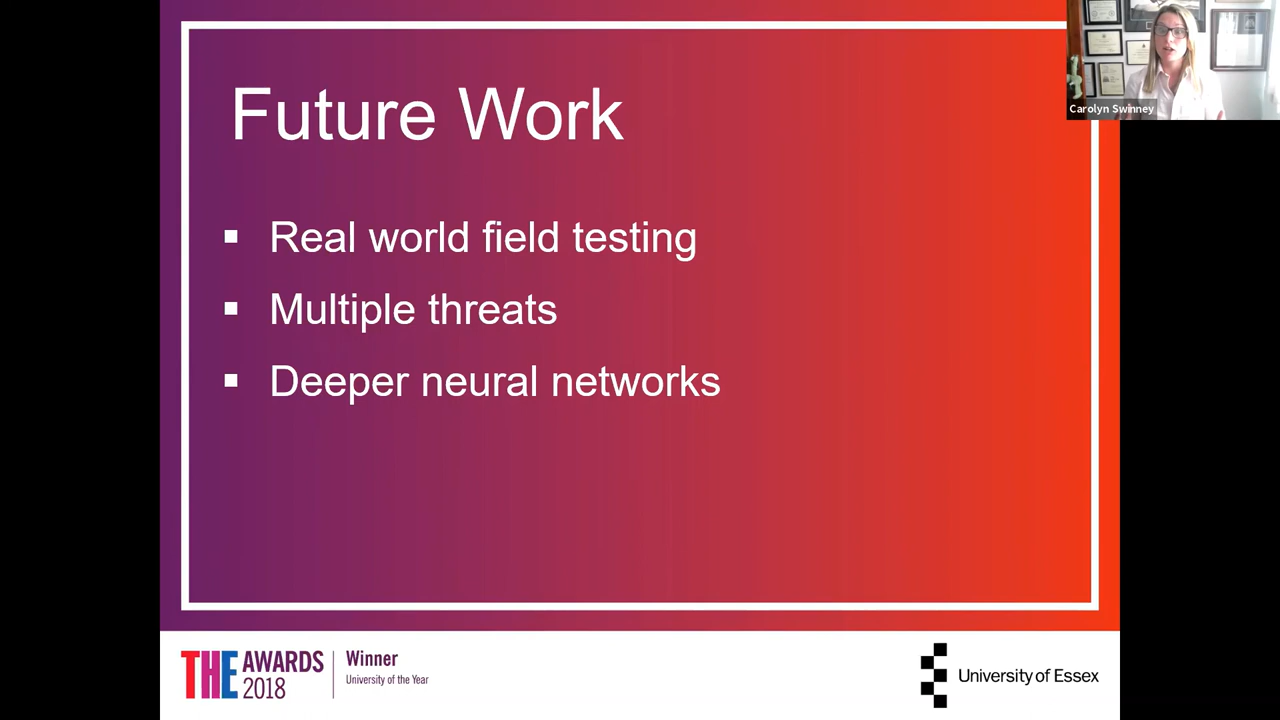 Future Work
Real world field testing
Multiple threats
Deeper neural networks
Carolyn Swinney
THE AWARDS 2018
Winner
University of the Year
University of Essex